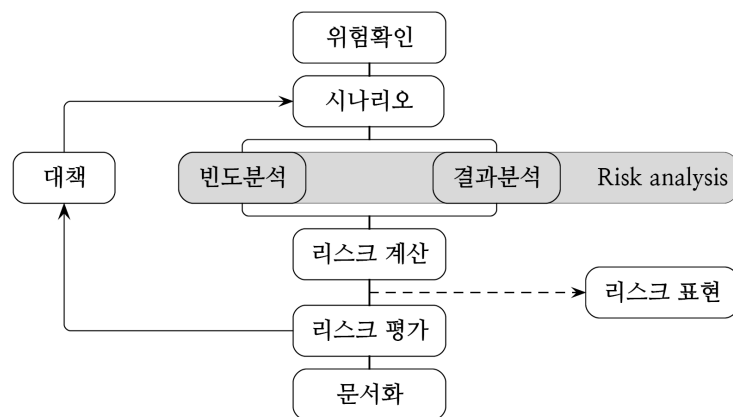 위험확인
시나리오
대책
빈도분석
결과분석
Risk analysis
리스크 계산
리스크 표현
리스크 평가
문서화